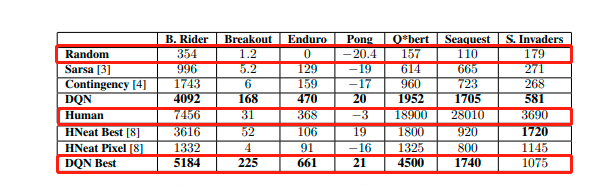 B. Rider Breakout Enduro Pong Q*bert Seaquest S. Invaders
Random 354 1.2 0 −20.4 157 110 179
Sarsa [3] 996 5.2 129 −19 614 665 271
Contingency [4] 1743 6 159 −17 960 723 268
DQN 4092 168 470 20 1952 1705 581
Human 7456 31 368 −3 18900 28010 3690
HNeat Best [8] 3616 52 106 19 1800 920 1720
HNeat Pixel [8] 1332 4 91 −16 1325 800 1145
DQN Best 5184 225 661 21 4500 1740 1075